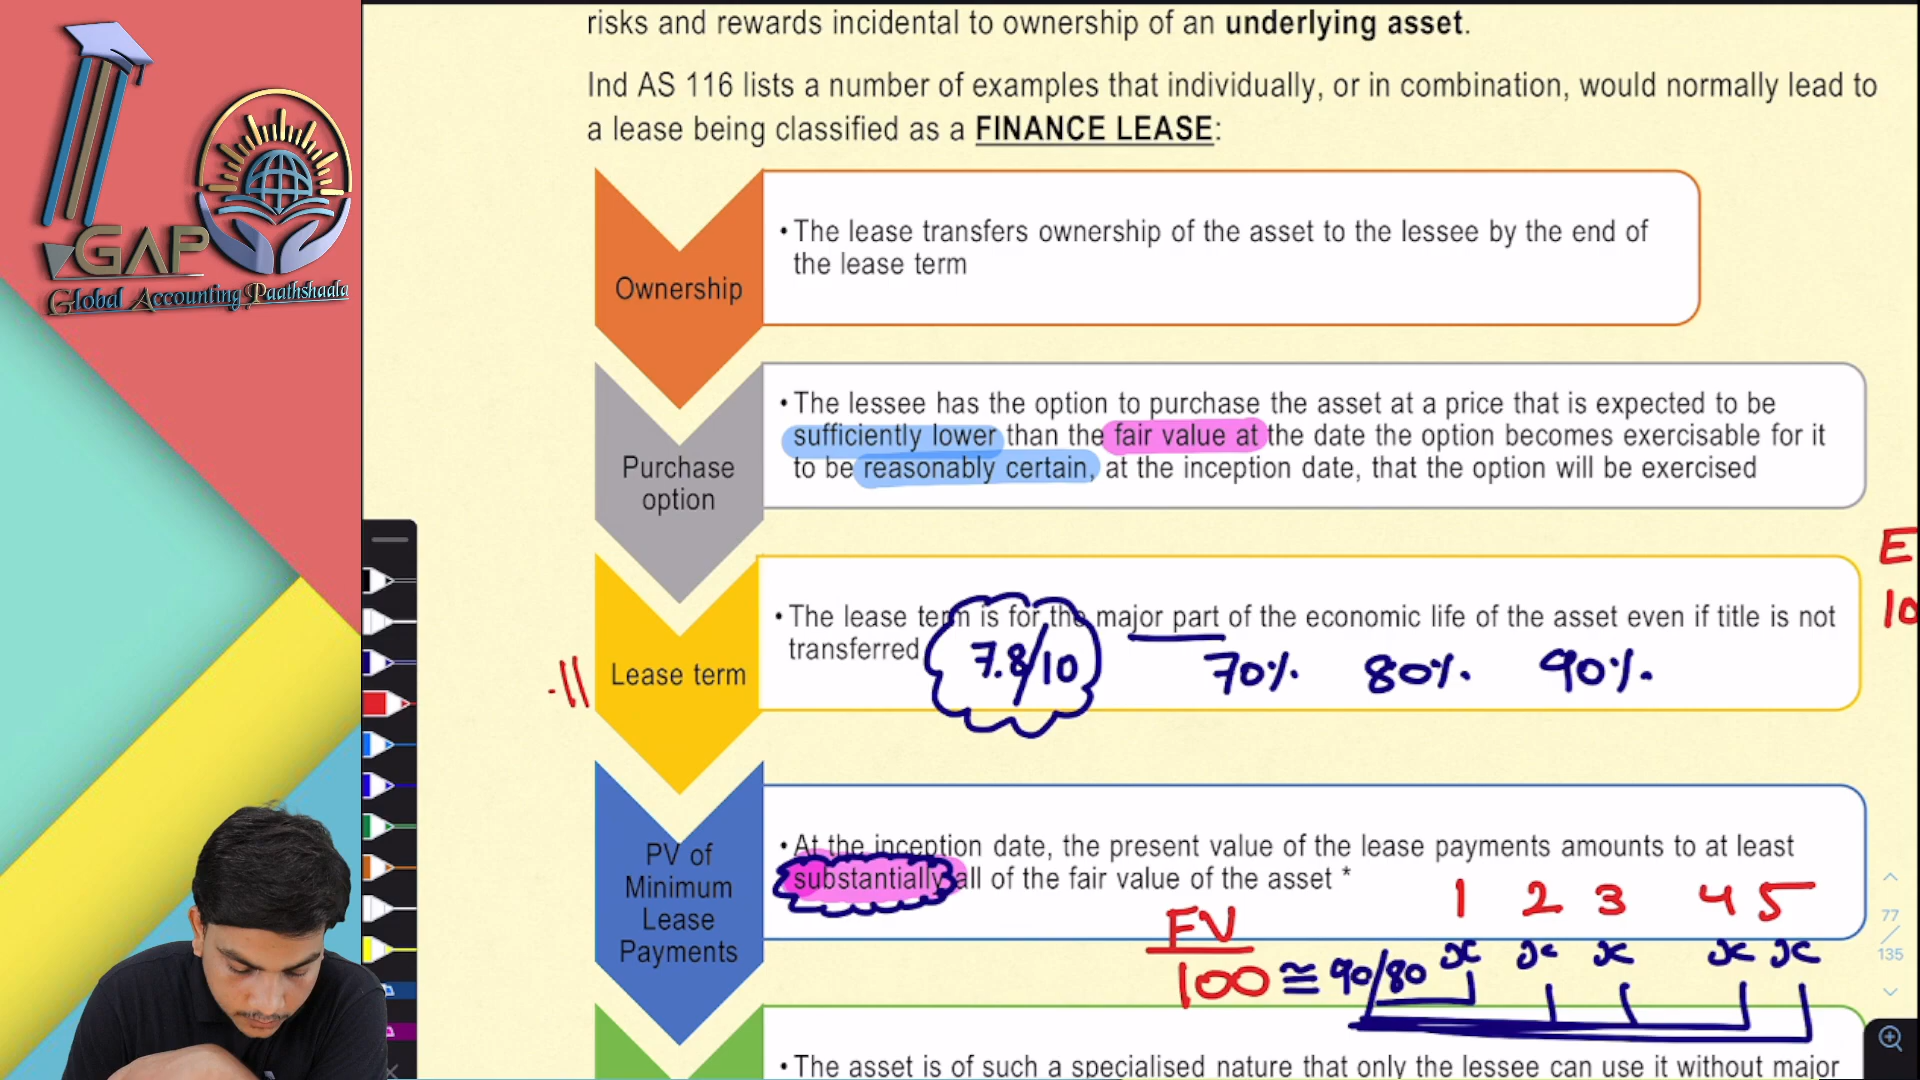 risks and rewards incidental to ownership of an underlying asset.
Ind AS 116 lists a number of examples that individually, or in combination, would normally lead to
a lease being classified as a FINANCE LEASE:
GAP
Global Accounting Paathshaala
Ownership
• The lease transfers ownership of the asset to the lessee by the end of
the lease term
Purchase
option
• The lessee has the option to purchase the asset at a price that is expected to be
sufficiently lower than the fair value at the date the option becomes exercisable for it
to be reasonably certain, at the inception date, that the option will be exercised
E
10
Lease term
• The lease term is for the major part of the economic life of the asset even if title is not
transferred
7.8/10 70% 80% 90%
PV of
Minimum
Lease
Payments
• At the inception date, the present value of the lease payments amounts to at least
substantially all of the fair value of the asset *
1 2 3 4 5
FV
100 ≅ 90/80 x x x x x
77
/
135
• The asset is of such a specialised nature that only the lessee can use it without major